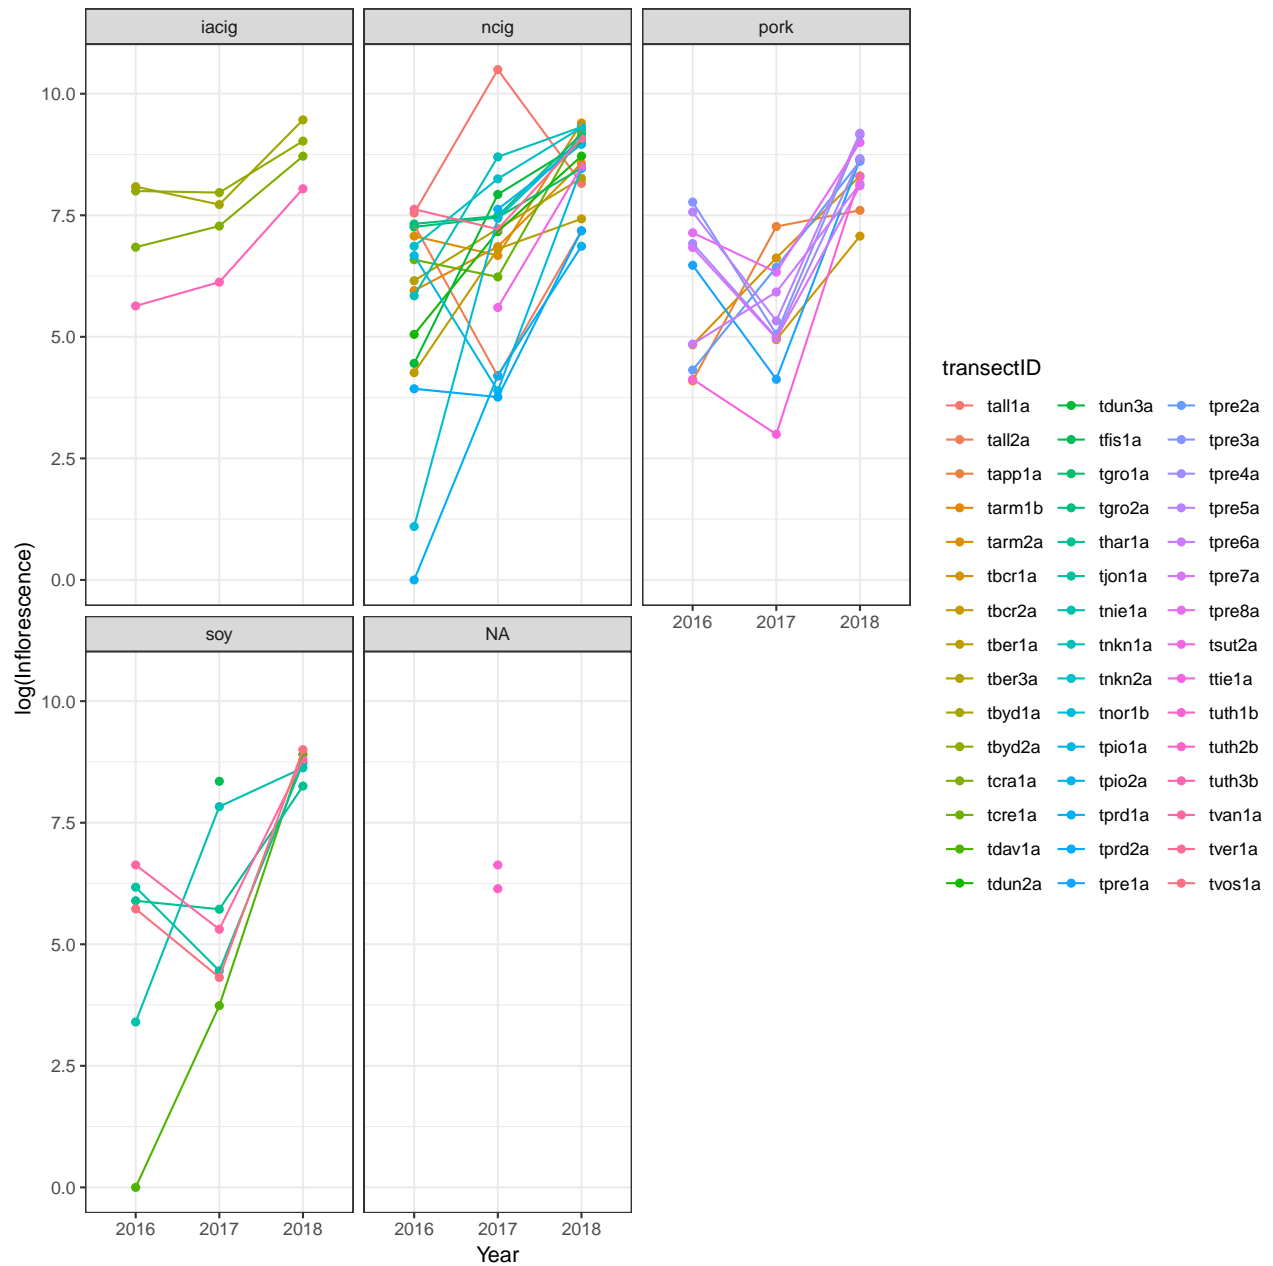 iacig
ncig
pork
10.0
7.5
5.0
2.5
0.0
2016 2017 2018
soy
NA
10.0
7.5
5.0
2.5
0.0
2016 2017 2018
2016 2017 2018
Year
log(Inflorescence)
transectID
tall1a
tall2a
tapp1a
tarm1b
tarm2a
tbcr1a
tbcr2a
tber1a
tber3a
tbyd1a
tbyd2a
tcra1a
tcre1a
tdav1a
tdun2a
tdun3a
tfis1a
tgro1a
tgro2a
thar1a
tjon1a
tnie1a
tnkn1a
tnkn2a
tnor1b
tpio1a
tpio2a
tprd1a
tprd2a
tpre1a
tpre2a
tpre3a
tpre4a
tpre5a
tpre6a
tpre7a
tpre8a
tsut2a
ttie1a
tuth1b
tuth2b
tuth3b
tvan1a
tver1a
tvos1a